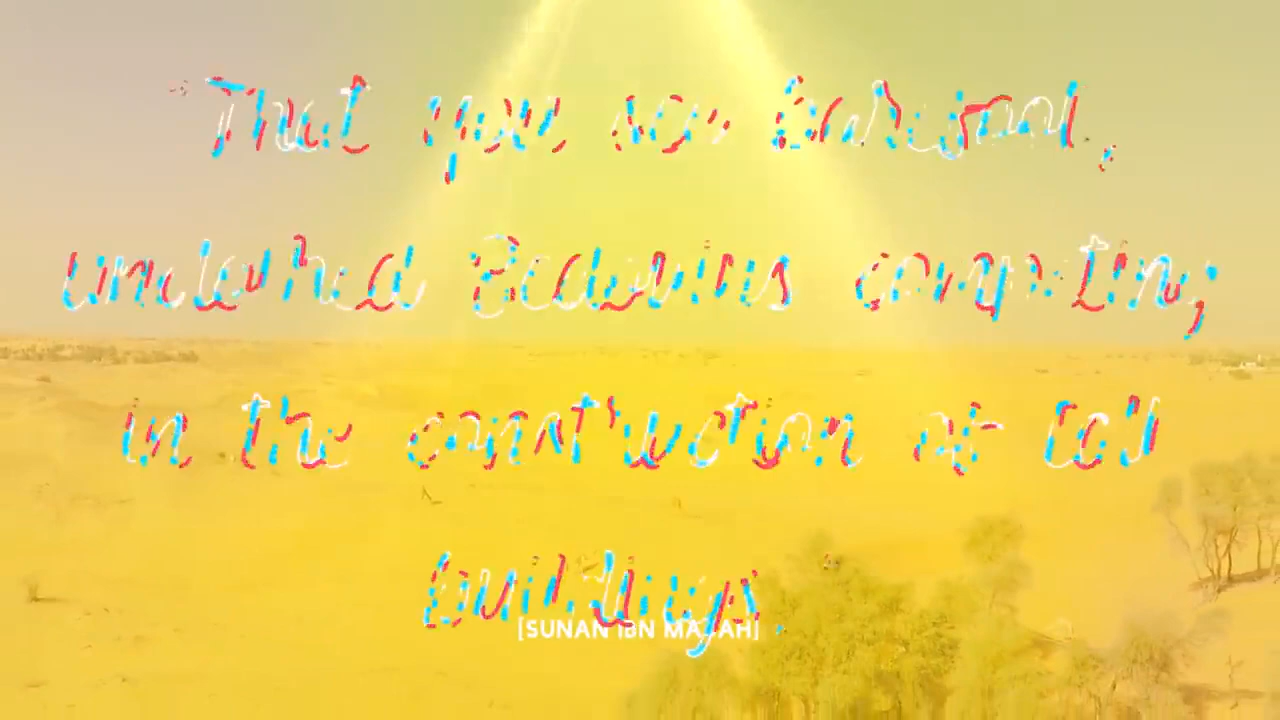 "That you see barefoot,
unclothed Bedouins competing
in the construction of tall
buildings."
[SUNAN IBN MAJAH]